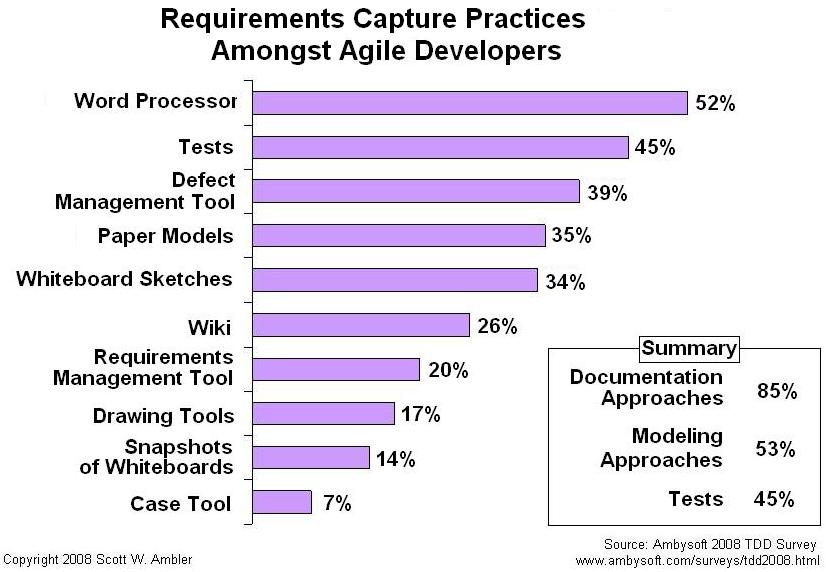 Requirements Capture Practices
Amongst Agile Developers
Word Processor
52%
Tests
45%
Defect
Management Tool
39%
Paper Models
35%
Whiteboard Sketches
34%
Wiki
26%
Requirements
Management Tool
20%
Drawing Tools
17%
Snapshots
of Whiteboards
14%
Case Tool
7%
Summary
Documentation
Approaches
85%
Modeling
Approaches
53%
Tests
45%
Copyright 2008 Scott W. Ambler
Source: Ambysoft 2008 TDD Survey
www.ambysoft.com/surveys/tdd2008.html